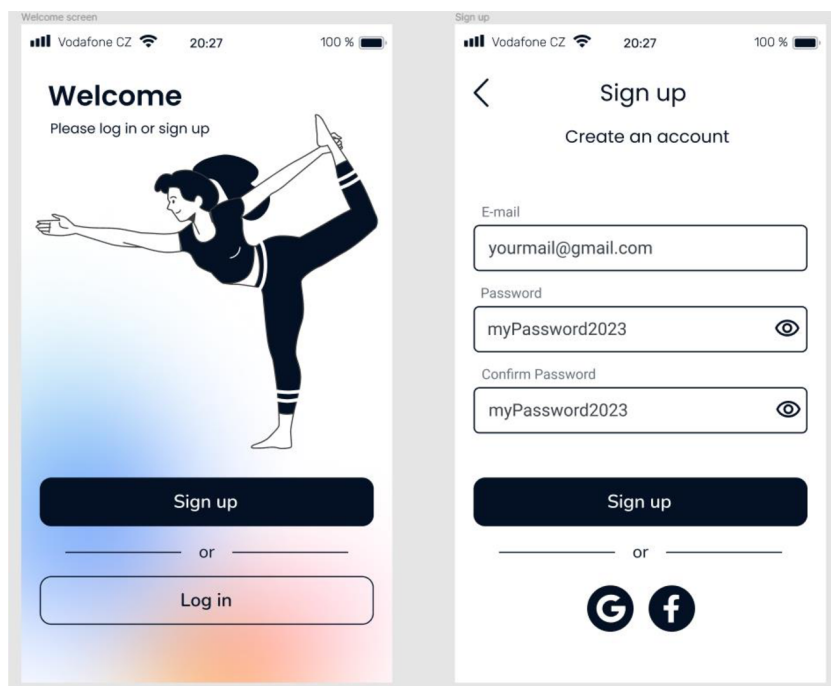 Welcome screen
Vodafone CZ 20:27 100 %
Welcome
Please log in or sign up
Sign up
or
Log in
Sign up
Vodafone CZ 20:27 100 %
Sign up
Create an account
E-mail
yourmail@gmail.com
Password
myPassword2023
Confirm Password
myPassword2023
Sign up
or
G f